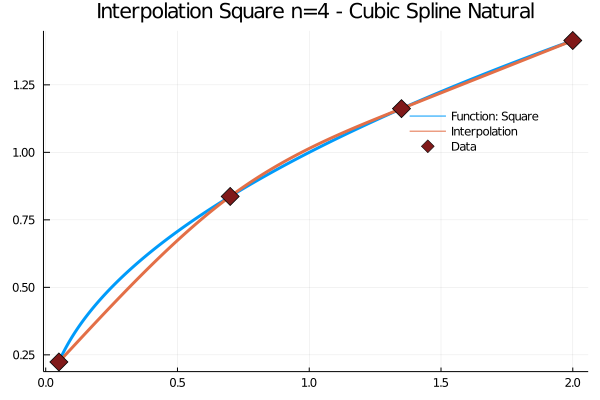 Interpolation Square n=4 - Cubic Spline Natural
1.25
1.00
0.75
0.50
0.25
Function: Square
Interpolation
Data
0.0 0.5 1.0 1.5 2.0